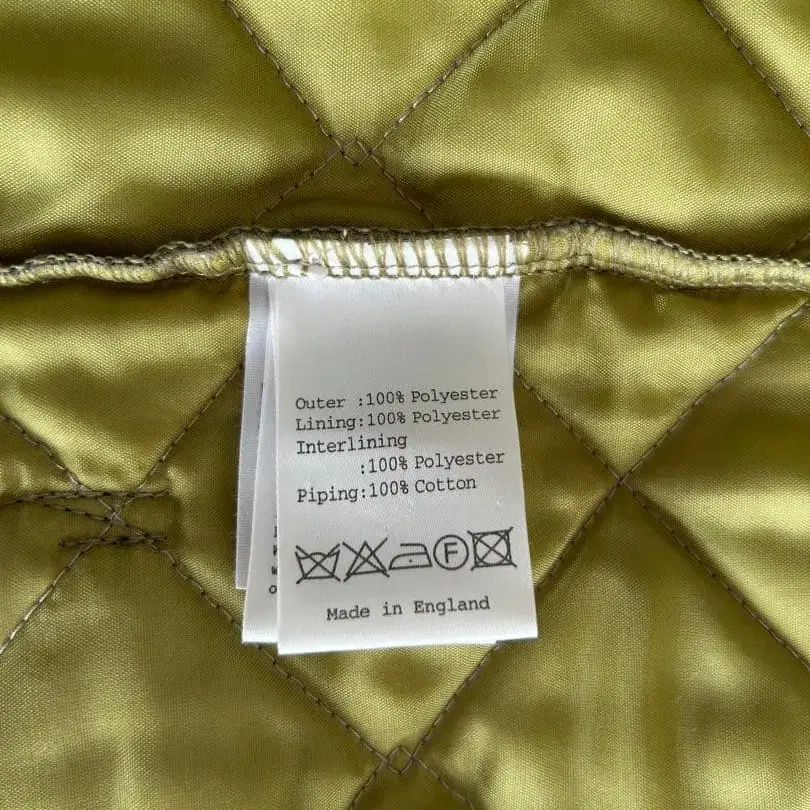 Outer :100% Polyester
Lining:100% Polyester
Interlining
:100% Polyester
Piping:100% Cotton
F
Made in England